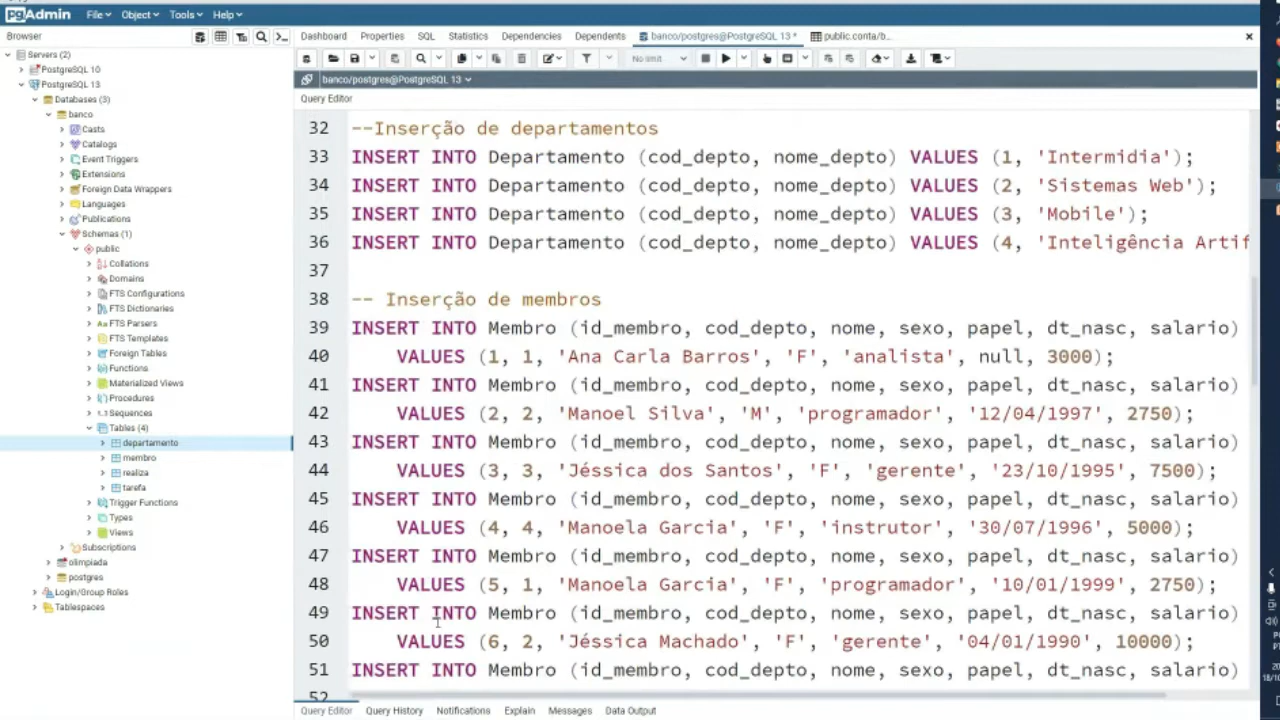 pgAdmin File Object Tools Help
Browser
Dashboard Properties SQL Statistics Dependencies Dependents banco/postgres@PostgreSQL 13 * public.conta/b...
No limit
banco/postgres@PostgreSQL 13
Query Editor
Servers (2)
PostgreSQL 10
PostgreSQL 13
Databases (3)
banco
Casts
Catalogs
Event Triggers
Extensions
Foreign Data Wrappers
Languages
Publications
Schemas (1)
public
Collations
Domains
FTS Configurations
FTS Dictionaries
FTS Parsers
FTS Templates
Foreign Tables
Functions
Materialized Views
Procedures
1..3 Sequences
Tables (4)
departamento
membro
realiza
tarefa
Trigger Functions
Types
Views
Subscriptions
olimpiada
postgres
Login/Group Roles
Tablespaces
32 --Inserção de departamentos
33 INSERT INTO Departamento (cod_depto, nome_depto) VALUES (1, 'Intermidia');
34 INSERT INTO Departamento (cod_depto, nome_depto) VALUES (2, 'Sistemas Web');
35 INSERT INTO Departamento (cod_depto, nome_depto) VALUES (3, 'Mobile');
36 INSERT INTO Departamento (cod_depto, nome_depto) VALUES (4, 'Inteligência Artif
37
38 -- Inserção de membros
39 INSERT INTO Membro (id_membro, cod_depto, nome, sexo, papel, dt_nasc, salario)
40 VALUES (1, 1, 'Ana Carla Barros', 'F', 'analista', null, 3000);
41 INSERT INTO Membro (id_membro, cod_depto, nome, sexo, papel, dt_nasc, salario)
42 VALUES (2, 2, 'Manoel Silva', 'M', 'programador', '12/04/1997', 2750);
43 INSERT INTO Membro (id_membro, cod_depto, nome, sexo, papel, dt_nasc, salario)
44 VALUES (3, 3, 'Jéssica dos Santos', 'F', 'gerente', '23/10/1995', 7500);
45 INSERT INTO Membro (id_membro, cod_depto, nome, sexo, papel, dt_nasc, salario)
46 VALUES (4, 4, 'Manoela Garcia', 'F', 'instrutor', '30/07/1996', 5000);
47 INSERT INTO Membro (id_membro, cod_depto, nome, sexo, papel, dt_nasc, salario)
48 VALUES (5, 1, 'Manoela Garcia', 'F', 'programador', '10/01/1999', 2750);
49 INSERT INTO Membro (id_membro, cod_depto, nome, sexo, papel, dt_nasc, salario)
50 VALUES (6, 2, 'Jéssica Machado', 'F', 'gerente', '04/01/1990', 10000);
51 INSERT INTO Membro (id_membro, cod_depto, nome, sexo, papel, dt_nasc, salario)
52
Query Editor Query History Notifications Explain Messages Data Output